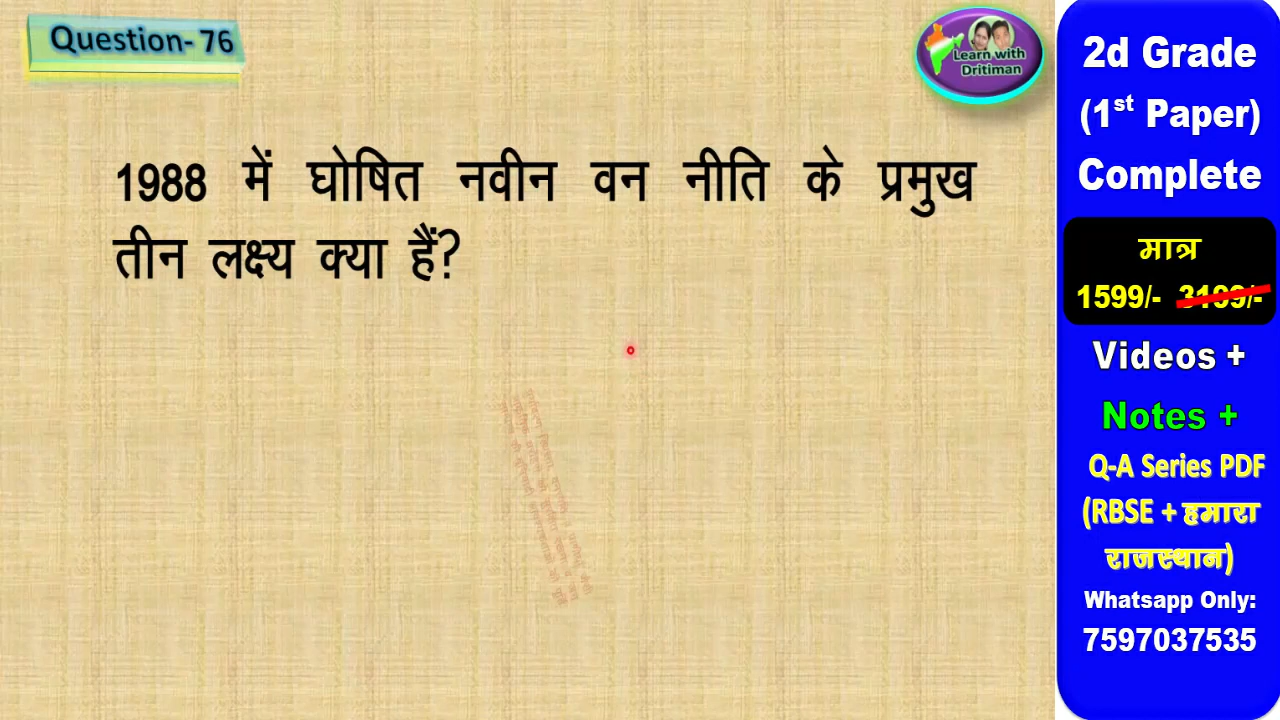 Question- 76
Learn with
Dritiman
1988 में घोषित नवीन वन नीति के प्रमुख
तीन लक्ष्य क्या हैं?
2d Grade
(1st Paper)
Complete
मात्र
1599/- 3199/-
Videos +
Notes +
Q-A Series PDF
(RBSE + हमारा
राजस्थान)
Whatsapp Only:
7597037535